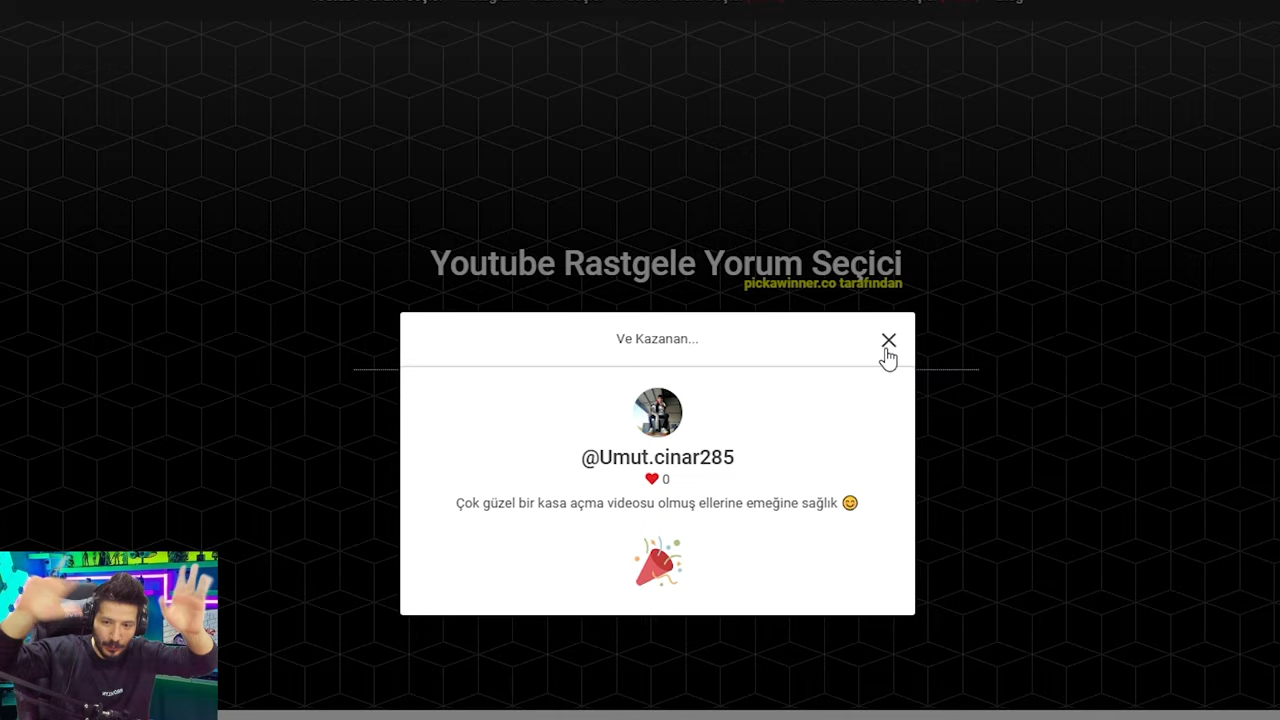 Youtube Rastgele Yorum Seçici
pickawinner.co tarafından
Ve Kazanan...
@Umut.cinar285
0
Çok güzel bir kasa açma videosu olmuş ellerine emeğine sağlık 😊